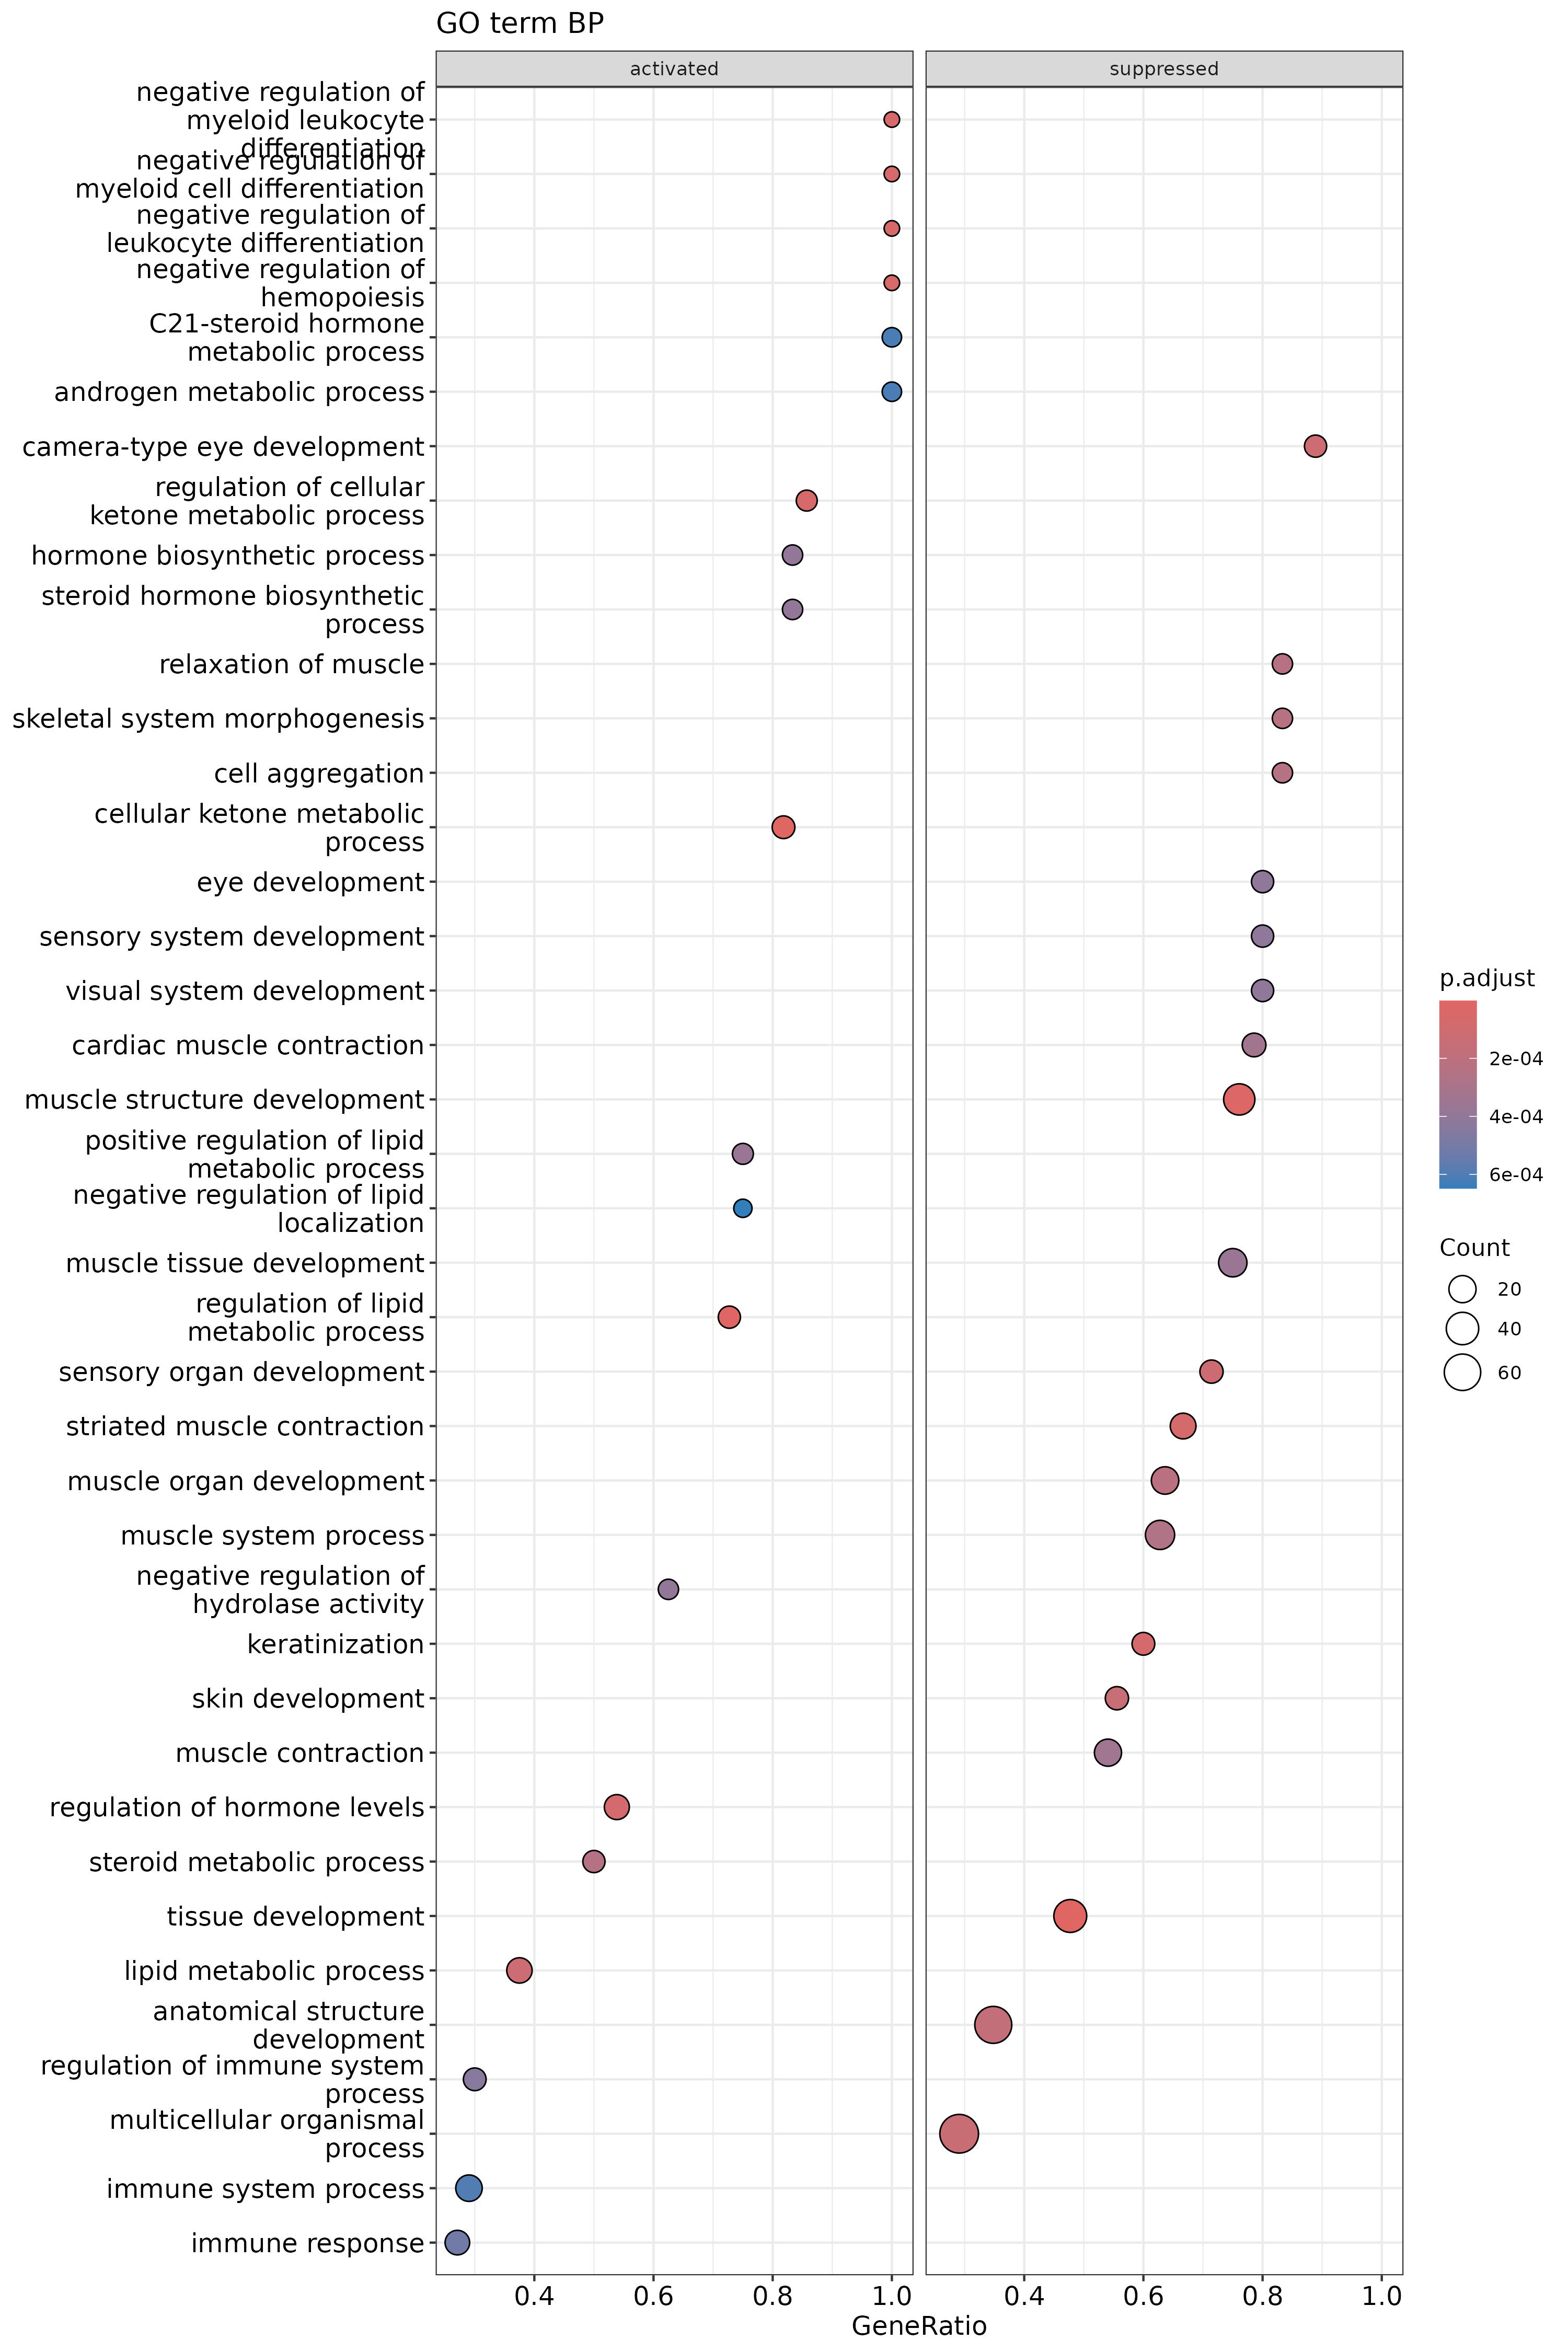 GO term BP
activated
suppressed
negative regulation of
myeloid leukocyte
differentiation
negative regulation of
myeloid cell differentiation
negative regulation of
leukocyte differentiation
negative regulation of
hemopoiesis
C21-steroid hormone
metabolic process
androgen metabolic process
camera-type eye development
regulation of cellular
ketone metabolic process
hormone biosynthetic process
steroid hormone biosynthetic
process
relaxation of muscle
skeletal system morphogenesis
cell aggregation
cellular ketone metabolic
process
eye development
sensory system development
visual system development
cardiac muscle contraction
muscle structure development
positive regulation of lipid
metabolic process
negative regulation of lipid
localization
muscle tissue development
regulation of lipid
metabolic process
sensory organ development
striated muscle contraction
muscle organ development
muscle system process
negative regulation of
hydrolase activity
keratinization
skin development
muscle contraction
regulation of hormone levels
steroid metabolic process
tissue development
lipid metabolic process
anatomical structure
development
regulation of immune system
process
multicellular organismal
process
immune system process
immune response
0.4 0.6 0.8 1.0
0.4 0.6 0.8 1.0
GeneRatio
p.adjust
2e-04
4e-04
6e-04
Count
20
40
60